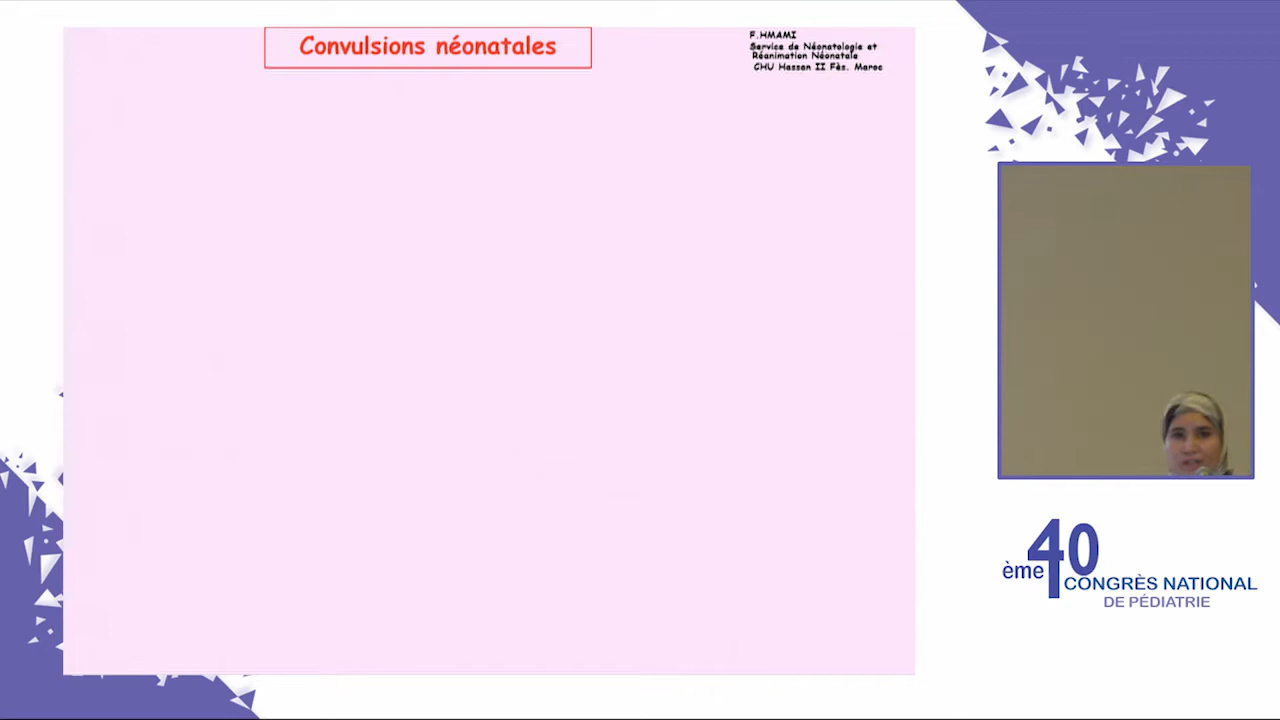 Convulsions néonatales
F.HMAMI
Service de Néonatologie et
Réanimation Néonatale
CHU Hassan II Fès. Maroc
40
ème
CONGRÈS NATIONAL
DE PÉDIATRIE